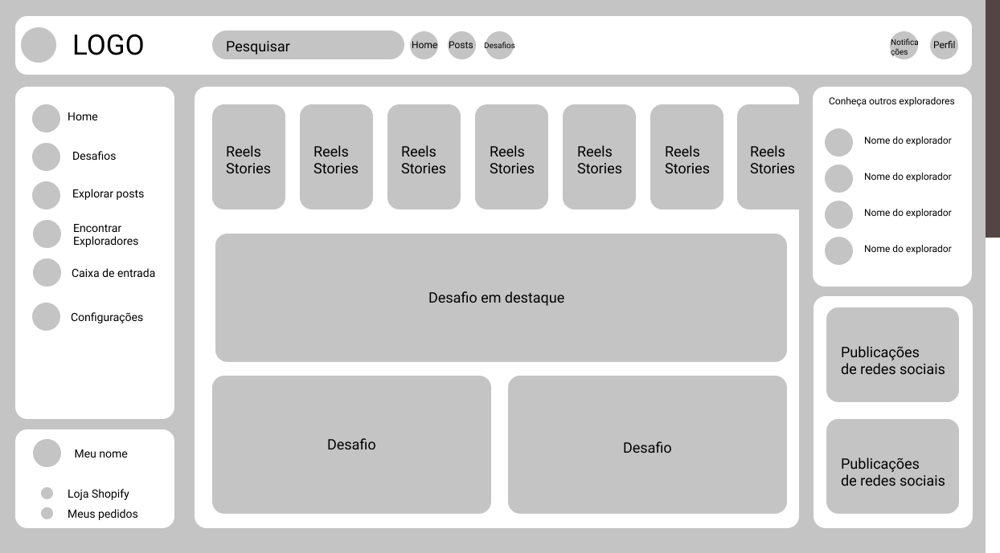 LOGO
Pesquisar
Home
Posts
Desafios
Notifica
ções
Perfil
Home
Desafios
Explorar posts
Encontrar
Exploradores
Caixa de entrada
Configurações
Meu nome
Loja Shopify
Meus pedidos
Reels
Stories
Reels
Stories
Reels
Stories
Reels
Stories
Reels
Stories
Reels
Stories
Reels
Stories
Desafio em destaque
Desafio
Desafio
Conheça outros exploradores
Nome do explorador
Nome do explorador
Nome do explorador
Nome do explorador
Publicações
de redes sociais
Publicações
de redes sociais